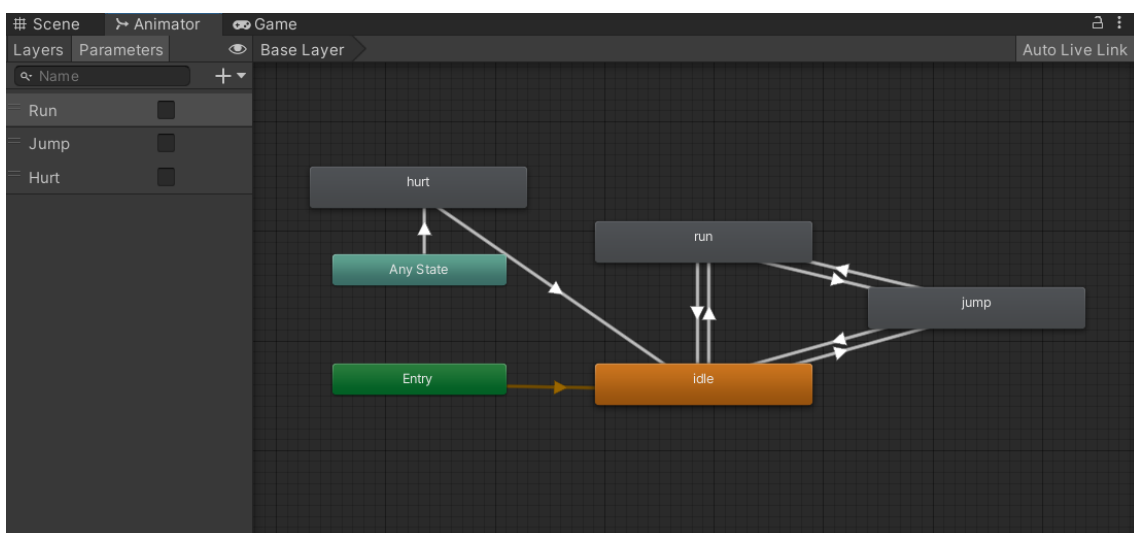 Scene Animator Game
Layers Parameters Base Layer Auto Live Link
Name
Run
Jump
Hurt
hurt
run
Any State
jump
Entry
idle